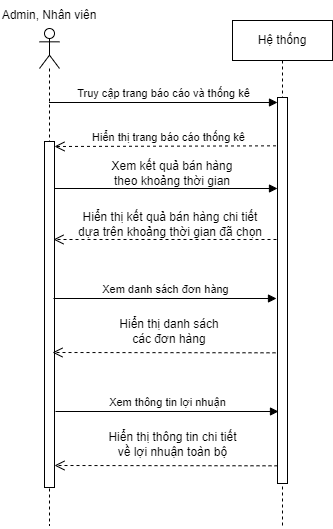 Admin, Nhân viên
Hệ thống
Truy cập trang báo cáo và thống kê
Hiển thị trang báo cáo thống kê
Xem kết quả bán hàng
theo khoảng thời gian
Hiển thị kết quả bán hàng chi tiết
dựa trên khoảng thời gian đã chọn
Xem danh sách đơn hàng
Hiển thị danh sách
các đơn hàng
Xem thông tin lợi nhuận
Hiển thị thông tin chi tiết
về lợi nhuận toàn bộ